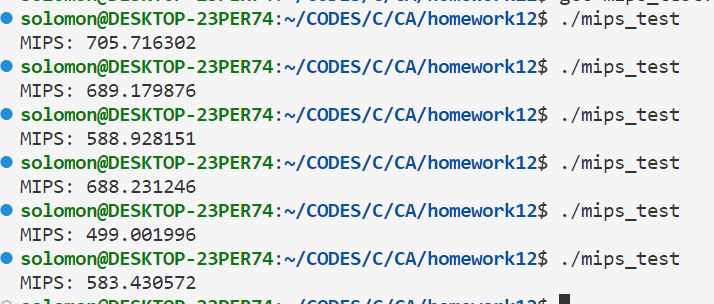 solomon@DESKTOP-23PER74:~/CODES/C/CA/homework12$ ./mips_test
MIPS: 705.716302
solomon@DESKTOP-23PER74:~/CODES/C/CA/homework12$ ./mips_test
MIPS: 689.179876
solomon@DESKTOP-23PER74:~/CODES/C/CA/homework12$ ./mips_test
MIPS: 588.928151
solomon@DESKTOP-23PER74:~/CODES/C/CA/homework12$ ./mips_test
MIPS: 688.231246
solomon@DESKTOP-23PER74:~/CODES/C/CA/homework12$ ./mips_test
MIPS: 499.001996
solomon@DESKTOP-23PER74:~/CODES/C/CA/homework12$ ./mips_test
MIPS: 583.430572